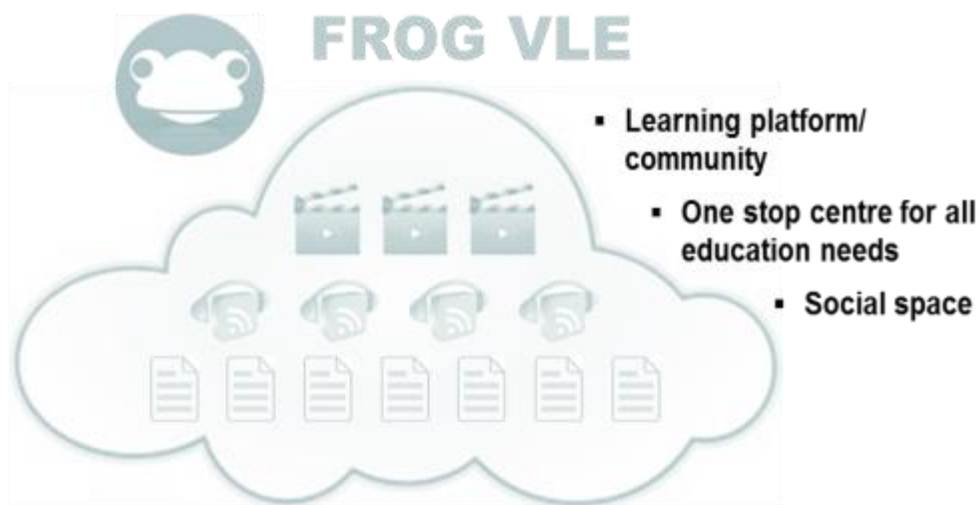 FROG VLE
▪ Learning platform/
community
▪ One stop centre for all
education needs
▪ Social space